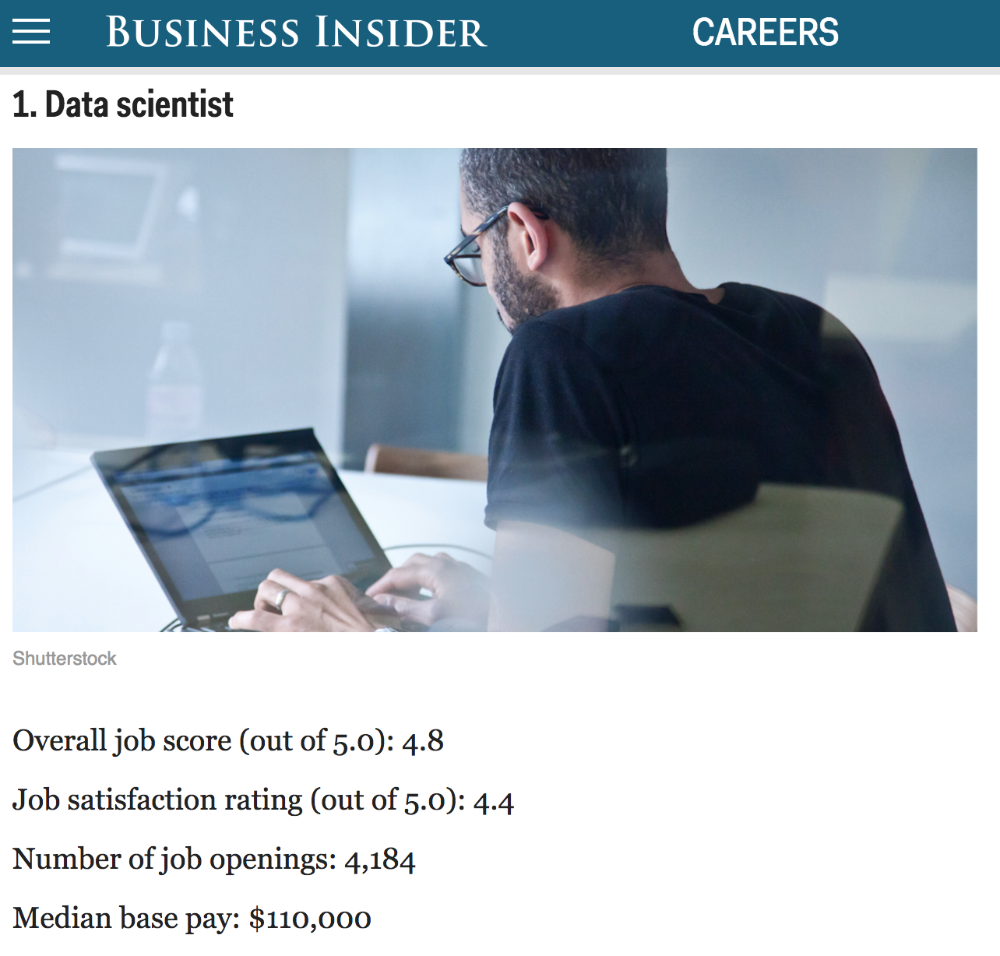 BUSINESS INSIDER CAREERS
1. Data scientist
Shutterstock
Overall job score (out of 5.0): 4.8
Job satisfaction rating (out of 5.0): 4.4
Number of job openings: 4,184
Median base pay: $110,000